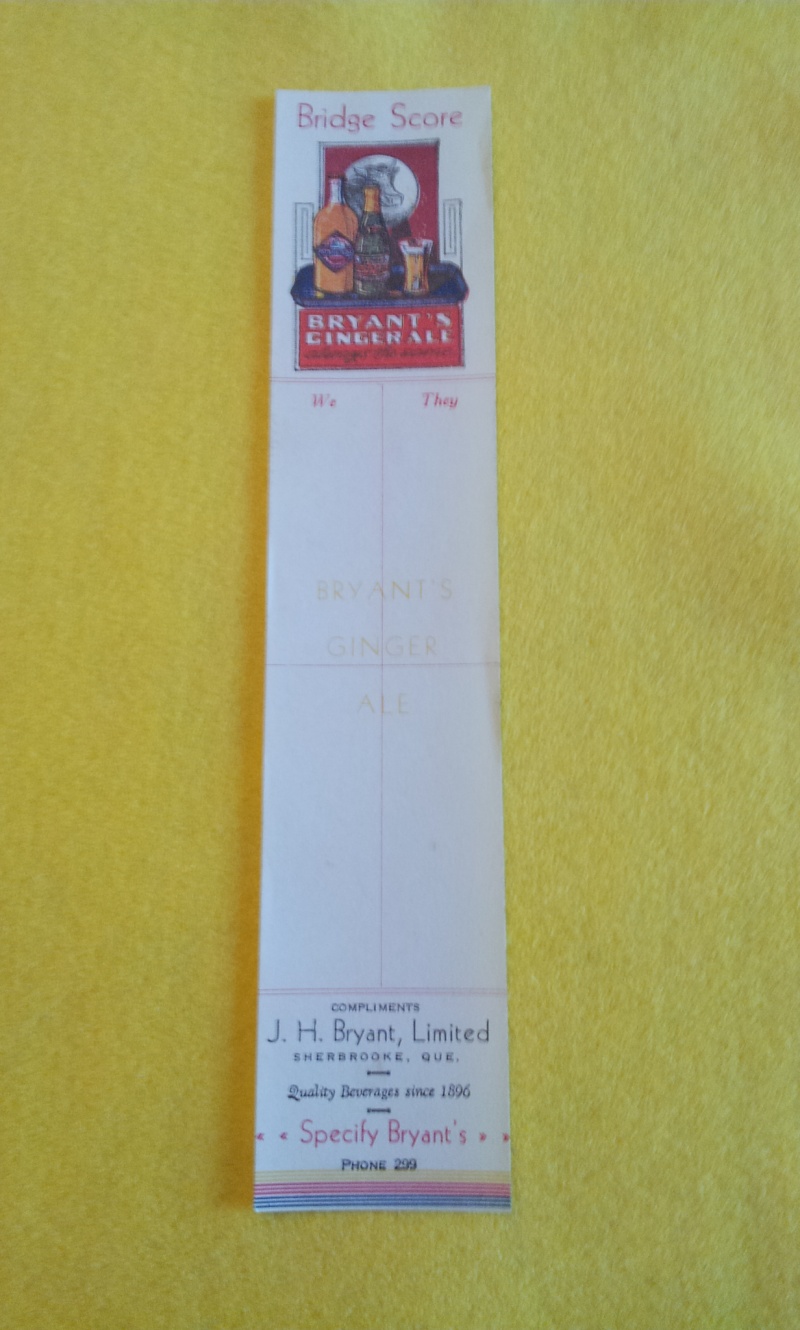 Bridge Score
BRYANT'S
GINGER ALE
We They
BRYANT'S
GINGER
ALE
COMPLIMENTS
J. H. Bryant, Limited
SHERBROOKE, QUE.
Quality Beverages since 1896
« « Specify Bryant's » »
PHONE 299